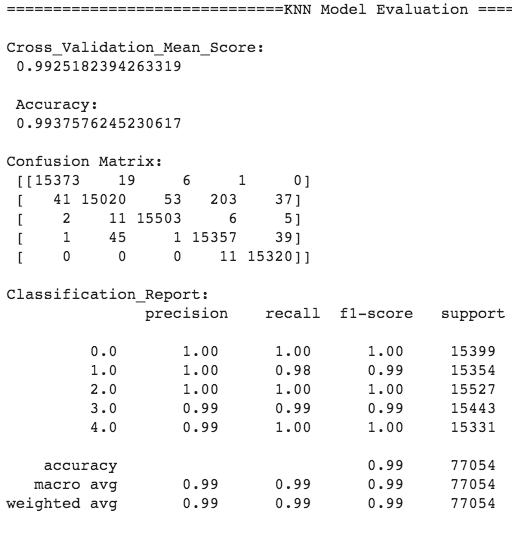 ==============================KNN Model Evaluation ====
Cross_Validation_Mean_Score:
0.9925182394263319
Accuracy:
0.9937576245230617
Confusion Matrix:
[[15373    19     6     1     0]
[   41 15020    53   203    37]
[    2    11 15503     6     5]
[    1    45     1 15357    39]
[    0     0     0    11 15320]]
Classification_Report:
precision    recall  f1-score   support
0.0       1.00      1.00      1.00     15399
1.0       1.00      0.98      0.99     15354
2.0       1.00      1.00      1.00     15527
3.0       0.99      0.99      0.99     15443
4.0       0.99      1.00      1.00     15331
accuracy                           0.99     77054
macro avg       0.99      0.99      0.99     77054
weighted avg       0.99      0.99      0.99     77054